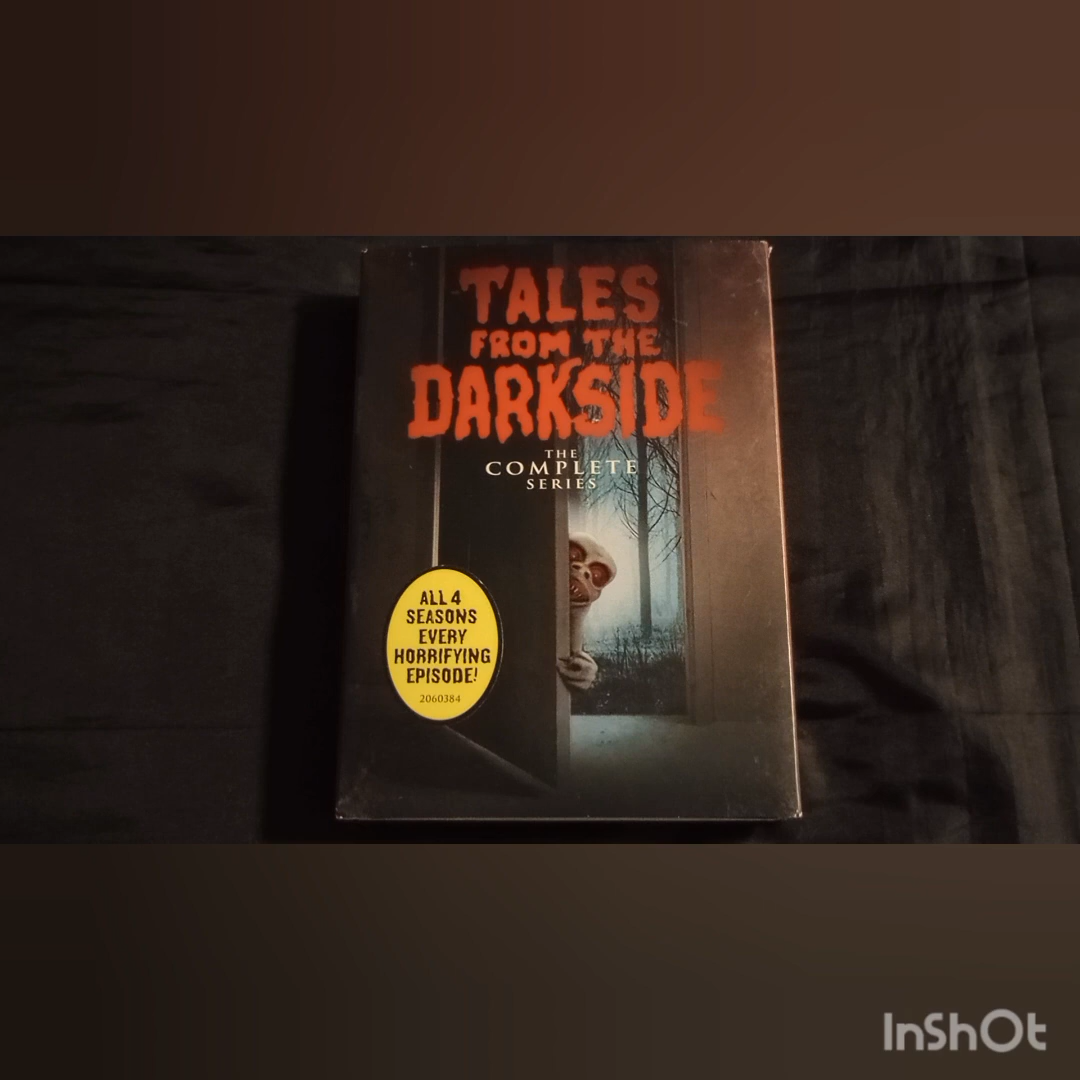 TALES
FROM THE
DARKSIDE
THE
COMPLETE
SERIES
ALL 4
SEASONS
EVERY
HORRIFYING
EPISODE!
2060384
InShOt